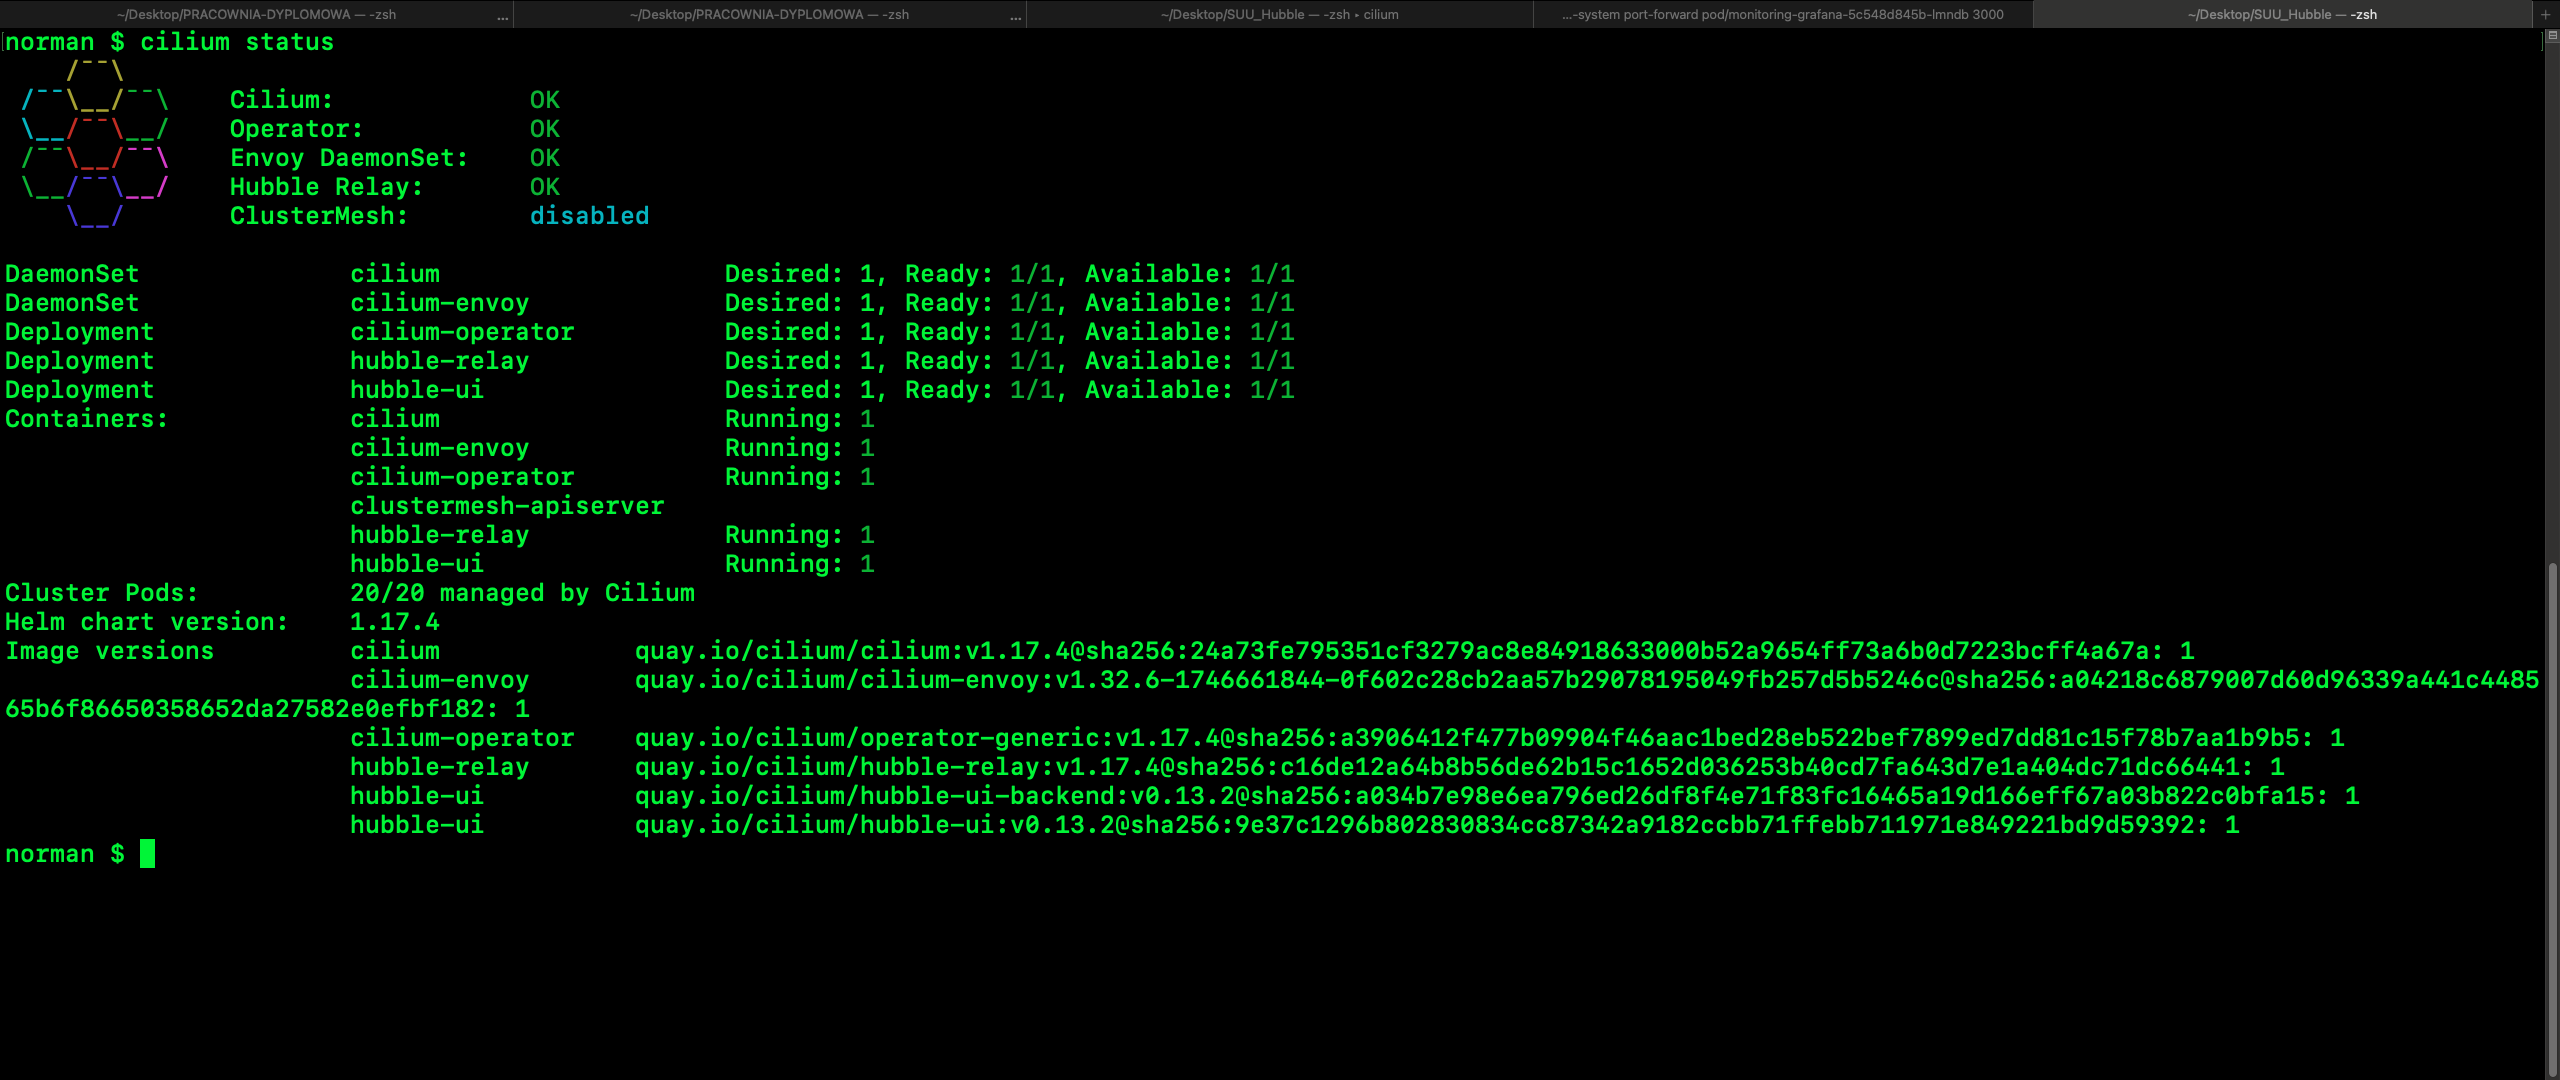 ~/Desktop/PRACOWNIA-DYPLOMOWA — -zsh ... ~/Desktop/PRACOWNIA-DYPLOMOWA — -zsh ... ~/Desktop/SUU_Hubble — -zsh ▸ cilium ...-system port-forward pod/monitoring-grafana-5c548d845b-lmndb 3000 ~/Desktop/SUU_Hubble — -zsh +
norman $ cilium status
    /¯¯\
 /¯¯\__/¯¯\    Cilium:             OK
 \__/¯¯\__/    Operator:           OK
 /¯¯\__/¯¯\    Envoy DaemonSet:    OK
 \__/¯¯\__/    Hubble Relay:       OK
    \__/       ClusterMesh:        disabled

DaemonSet              cilium                   Desired: 1, Ready: 1/1, Available: 1/1
DaemonSet              cilium-envoy             Desired: 1, Ready: 1/1, Available: 1/1
Deployment             cilium-operator          Desired: 1, Ready: 1/1, Available: 1/1
Deployment             hubble-relay             Desired: 1, Ready: 1/1, Available: 1/1
Deployment             hubble-ui                Desired: 1, Ready: 1/1, Available: 1/1
Containers:            cilium                   Running: 1
                       cilium-envoy             Running: 1
                       cilium-operator          Running: 1
                       clustermesh-apiserver
                       hubble-relay             Running: 1
                       hubble-ui                Running: 1
Cluster Pods:          20/20 managed by Cilium
Helm chart version:    1.17.4
Image versions         cilium             quay.io/cilium/cilium:v1.17.4@sha256:24a73fe795351cf3279ac8e84918633000b52a9654ff73a6b0d7223bcff4a67a: 1
                       cilium-envoy       quay.io/cilium/cilium-envoy:v1.32.6-1746661844-0f602c28cb2aa57b29078195049fb257d5b5246c@sha256:a04218c6879007d60d96339a441c4485
65b6f86650358652da27582e0efbf182: 1
                       cilium-operator    quay.io/cilium/operator-generic:v1.17.4@sha256:a3906412f477b09904f46aac1bed28eb522bef7899ed7dd81c15f78b7aa1b9b5: 1
                       hubble-relay       quay.io/cilium/hubble-relay:v1.17.4@sha256:c16de12a64b8b56de62b15c1652d036253b40cd7fa643d7e1a404dc71dc66441: 1
                       hubble-ui          quay.io/cilium/hubble-ui-backend:v0.13.2@sha256:a034b7e98e6ea796ed26df8f4e71f83fc16465a19d166eff67a03b822c0bfa15: 1
                       hubble-ui          quay.io/cilium/hubble-ui:v0.13.2@sha256:9e37c1296b802830834cc87342a9182ccbb71ffebb711971e849221bd9d59392: 1
norman $